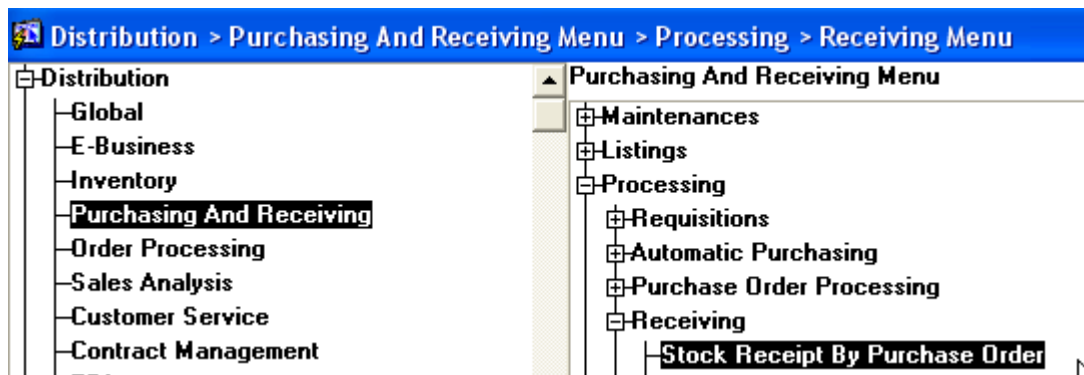 Distribution > Purchasing And Receiving Menu > Processing > Receiving Menu
Distribution
Global
E-Business
Inventory
Purchasing And Receiving
Order Processing
Sales Analysis
Customer Service
Contract Management
Purchasing And Receiving Menu
Maintenances
Listings
Processing
Requisitions
Automatic Purchasing
Purchase Order Processing
Receiving
Stock Receipt By Purchase Order